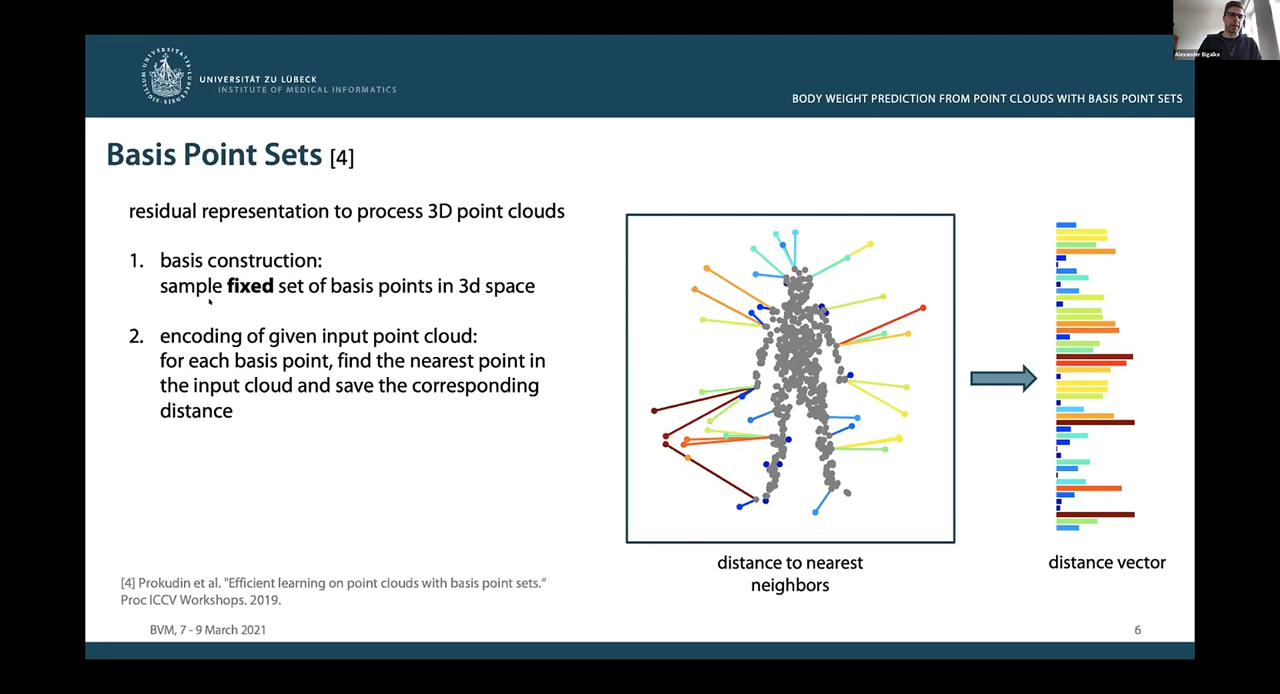 Alexander Bigalke
SIGILLUM UNIVERSITATIS LUBECENSIS
UNIVERSITÄT ZU LÜBECK
INSTITUTE OF MEDICAL INFORMATICS
BODY WEIGHT PREDICTION FROM POINT CLOUDS WITH BASIS POINT SETS
Basis Point Sets [4]
residual representation to process 3D point clouds
1. basis construction:
sample fixed set of basis points in 3d space
2. encoding of given input point cloud:
for each basis point, find the nearest point in
the input cloud and save the corresponding
distance
distance to nearest
neighbors
distance vector
[4] Prokudin et al. "Efficient learning on point clouds with basis point sets."
Proc ICCV Workshops. 2019.
BVM, 7 - 9 March 2021
6